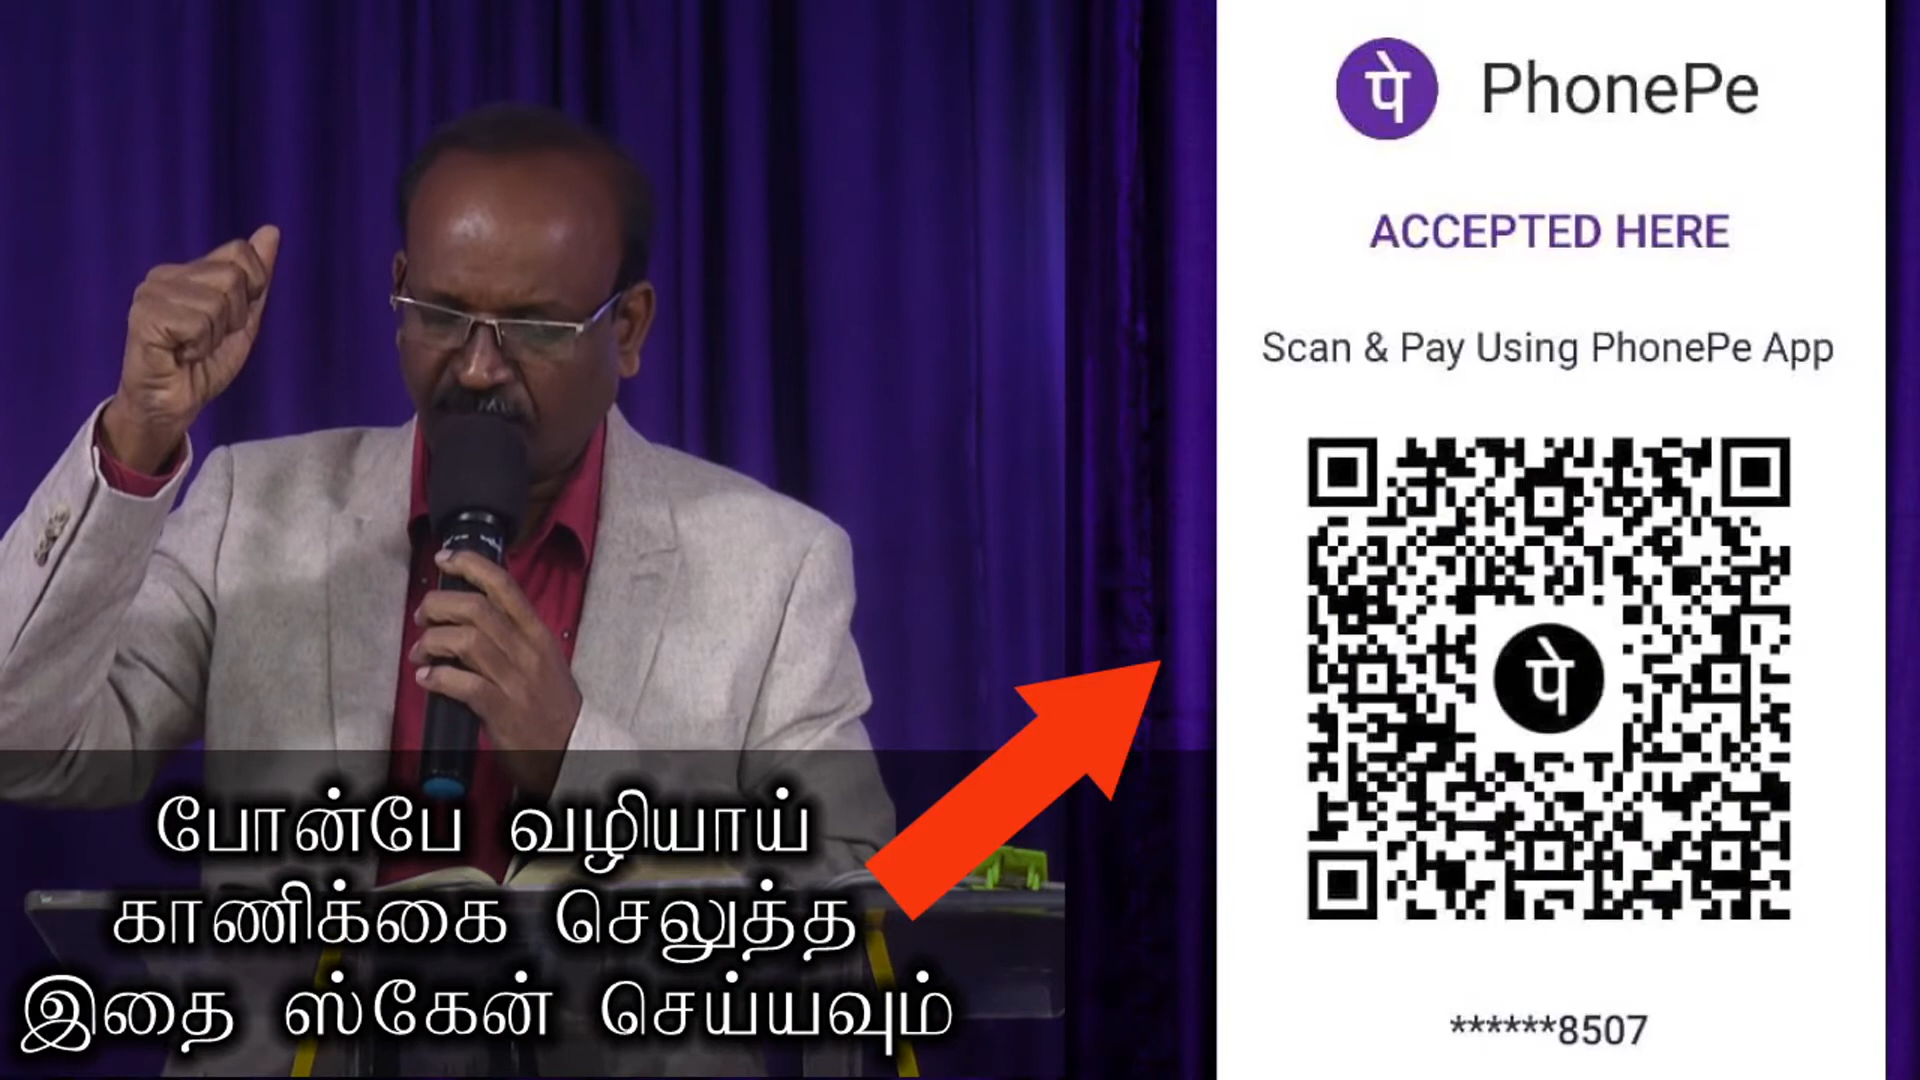 பே
PhonePe
ACCEPTED HERE
Scan & Pay Using PhonePe App
पे
******8507
போன்பே வழியாய்
காணிக்கை செலுத்த
இதை ஸ்கேன் செய்யவும்